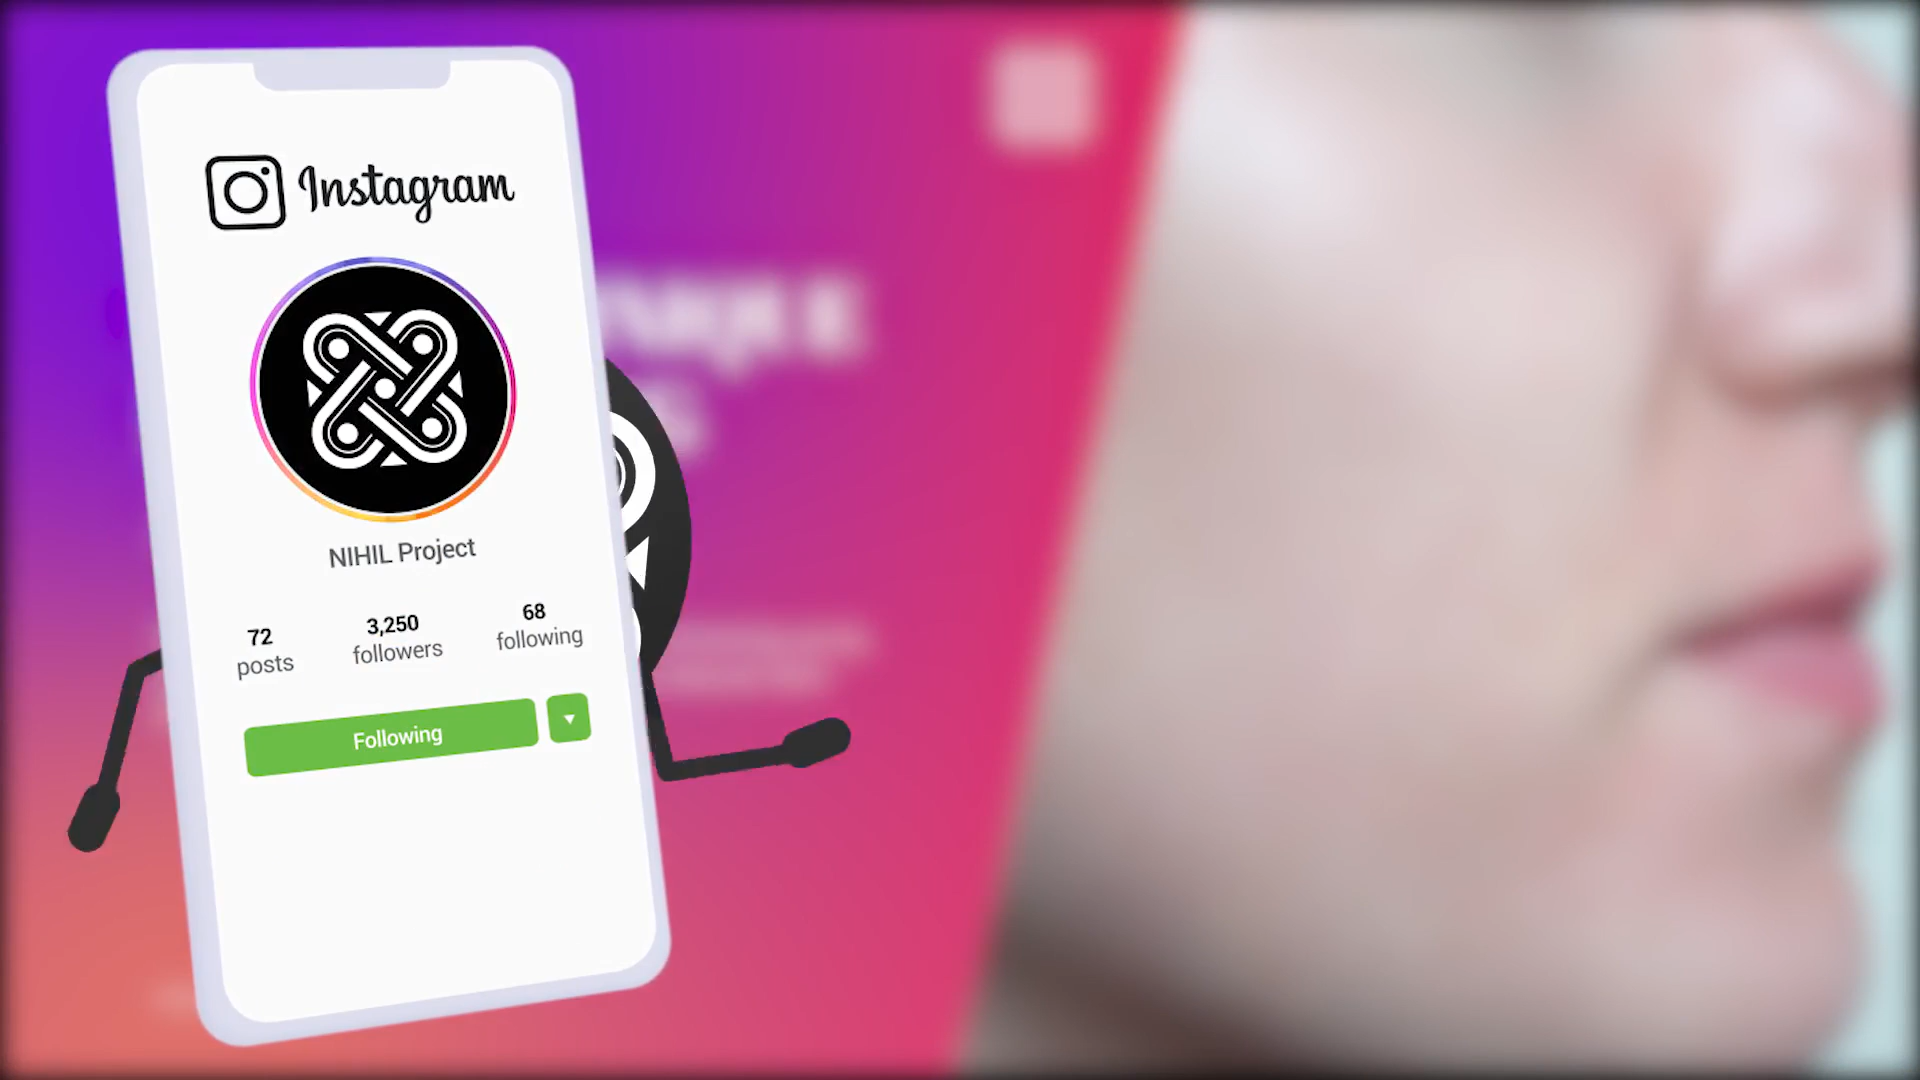 Instagram
NIHIL Project
72
posts
3,250
followers
68
following
Following